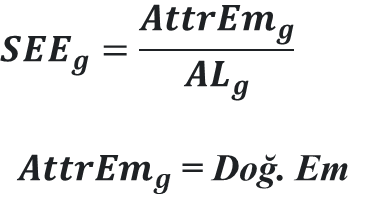 SEE_g = AttrEm_g / AL_g
AttrEm_g = Doğ. Em